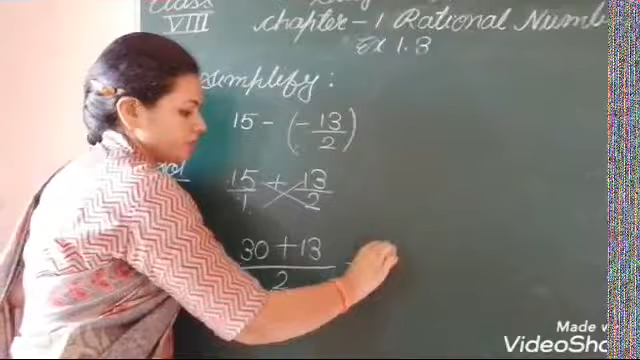 Class
VIII
chapter - 1 Rational Numb
Ex 1.3
simplify :
15 - (- 13/2)
sol
15/1 + 13/2
30 + 13
2
Made w
VideoSho